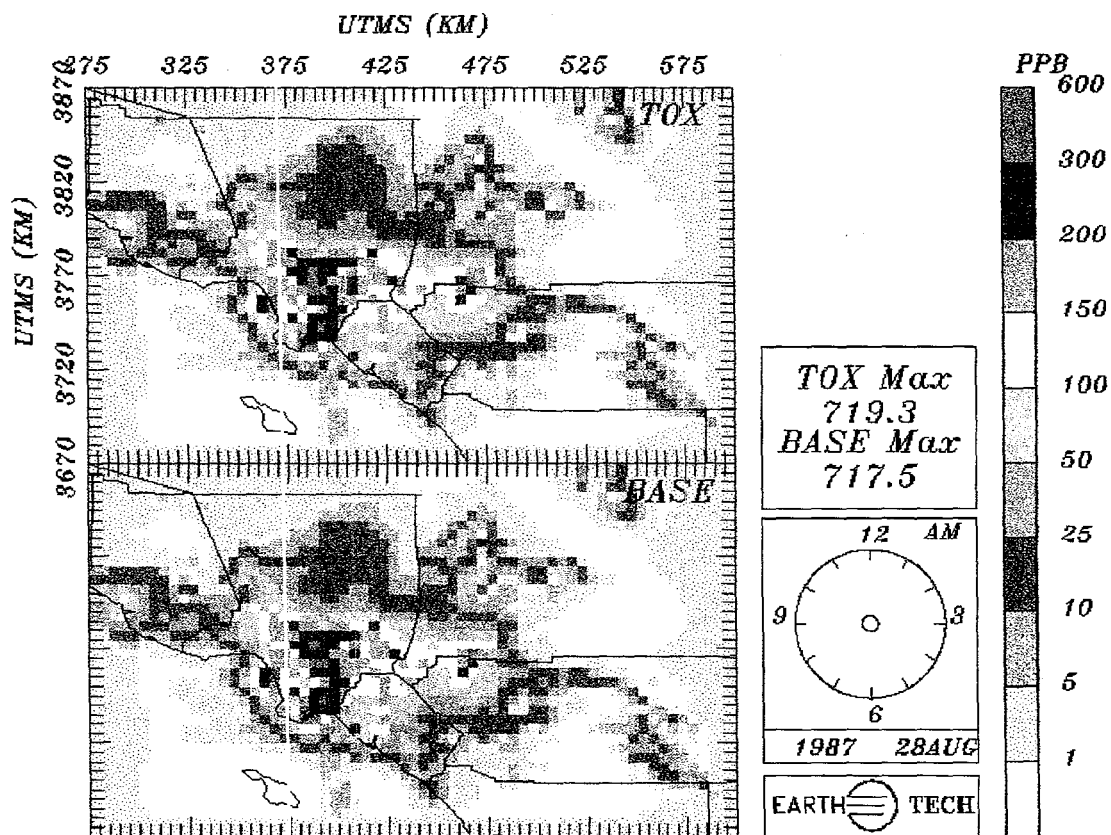 UTMS (KM)
275 325 375 425 475 525 575
UTMS (KM)
3870
3820
3770
3720
3670
TOX
BASE
PPB
600
300
200
150
100
50
25
10
5
1
TOX Max
719.3
BASE Max
717.5
12 AM
9 3
6
1987 28AUG
EARTH TECH